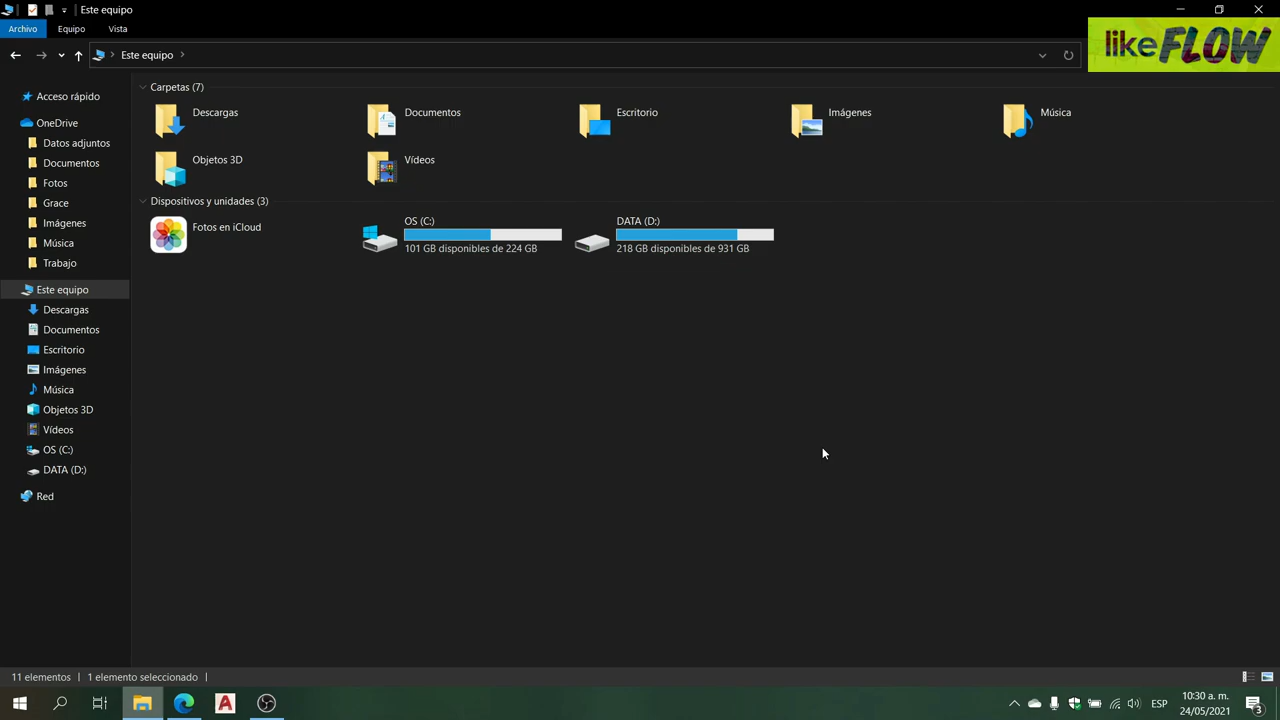 Este equipo
Archivo Equipo Vista
Este equipo
likeFLOW
Acceso rápido
OneDrive
Datos adjuntos
Documentos
Fotos
Grace
Imágenes
Música
Trabajo
Este equipo
Descargas
Documentos
Escritorio
Imágenes
Música
Objetos 3D
Vídeos
OS (C:)
DATA (D:)
Red
Carpetas (7)
Descargas
Documentos
Escritorio
Imágenes
Música
Objetos 3D
Vídeos
Dispositivos y unidades (3)
Fotos en iCloud
OS (C:)
101 GB disponibles de 224 GB
DATA (D:)
218 GB disponibles de 931 GB
11 elementos 1 elemento seleccionado
A
ESP
10:30 a. m.
24/05/2021
3